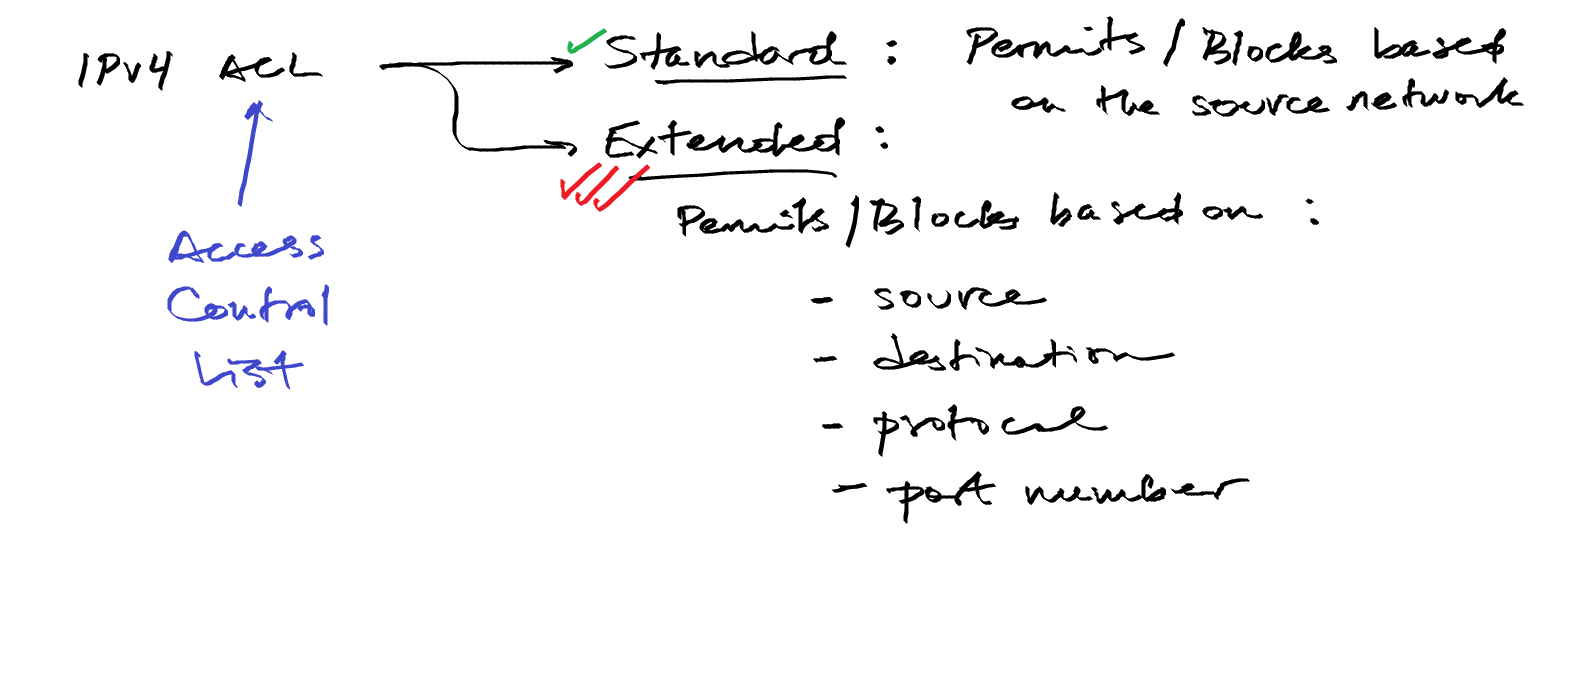 IPv4 ACL
Standard : Permits / Blocks based
on the source network
Extended :
Permits / Blocks based on :
Access
Control
List
- source
- destination
- protocol
- port number